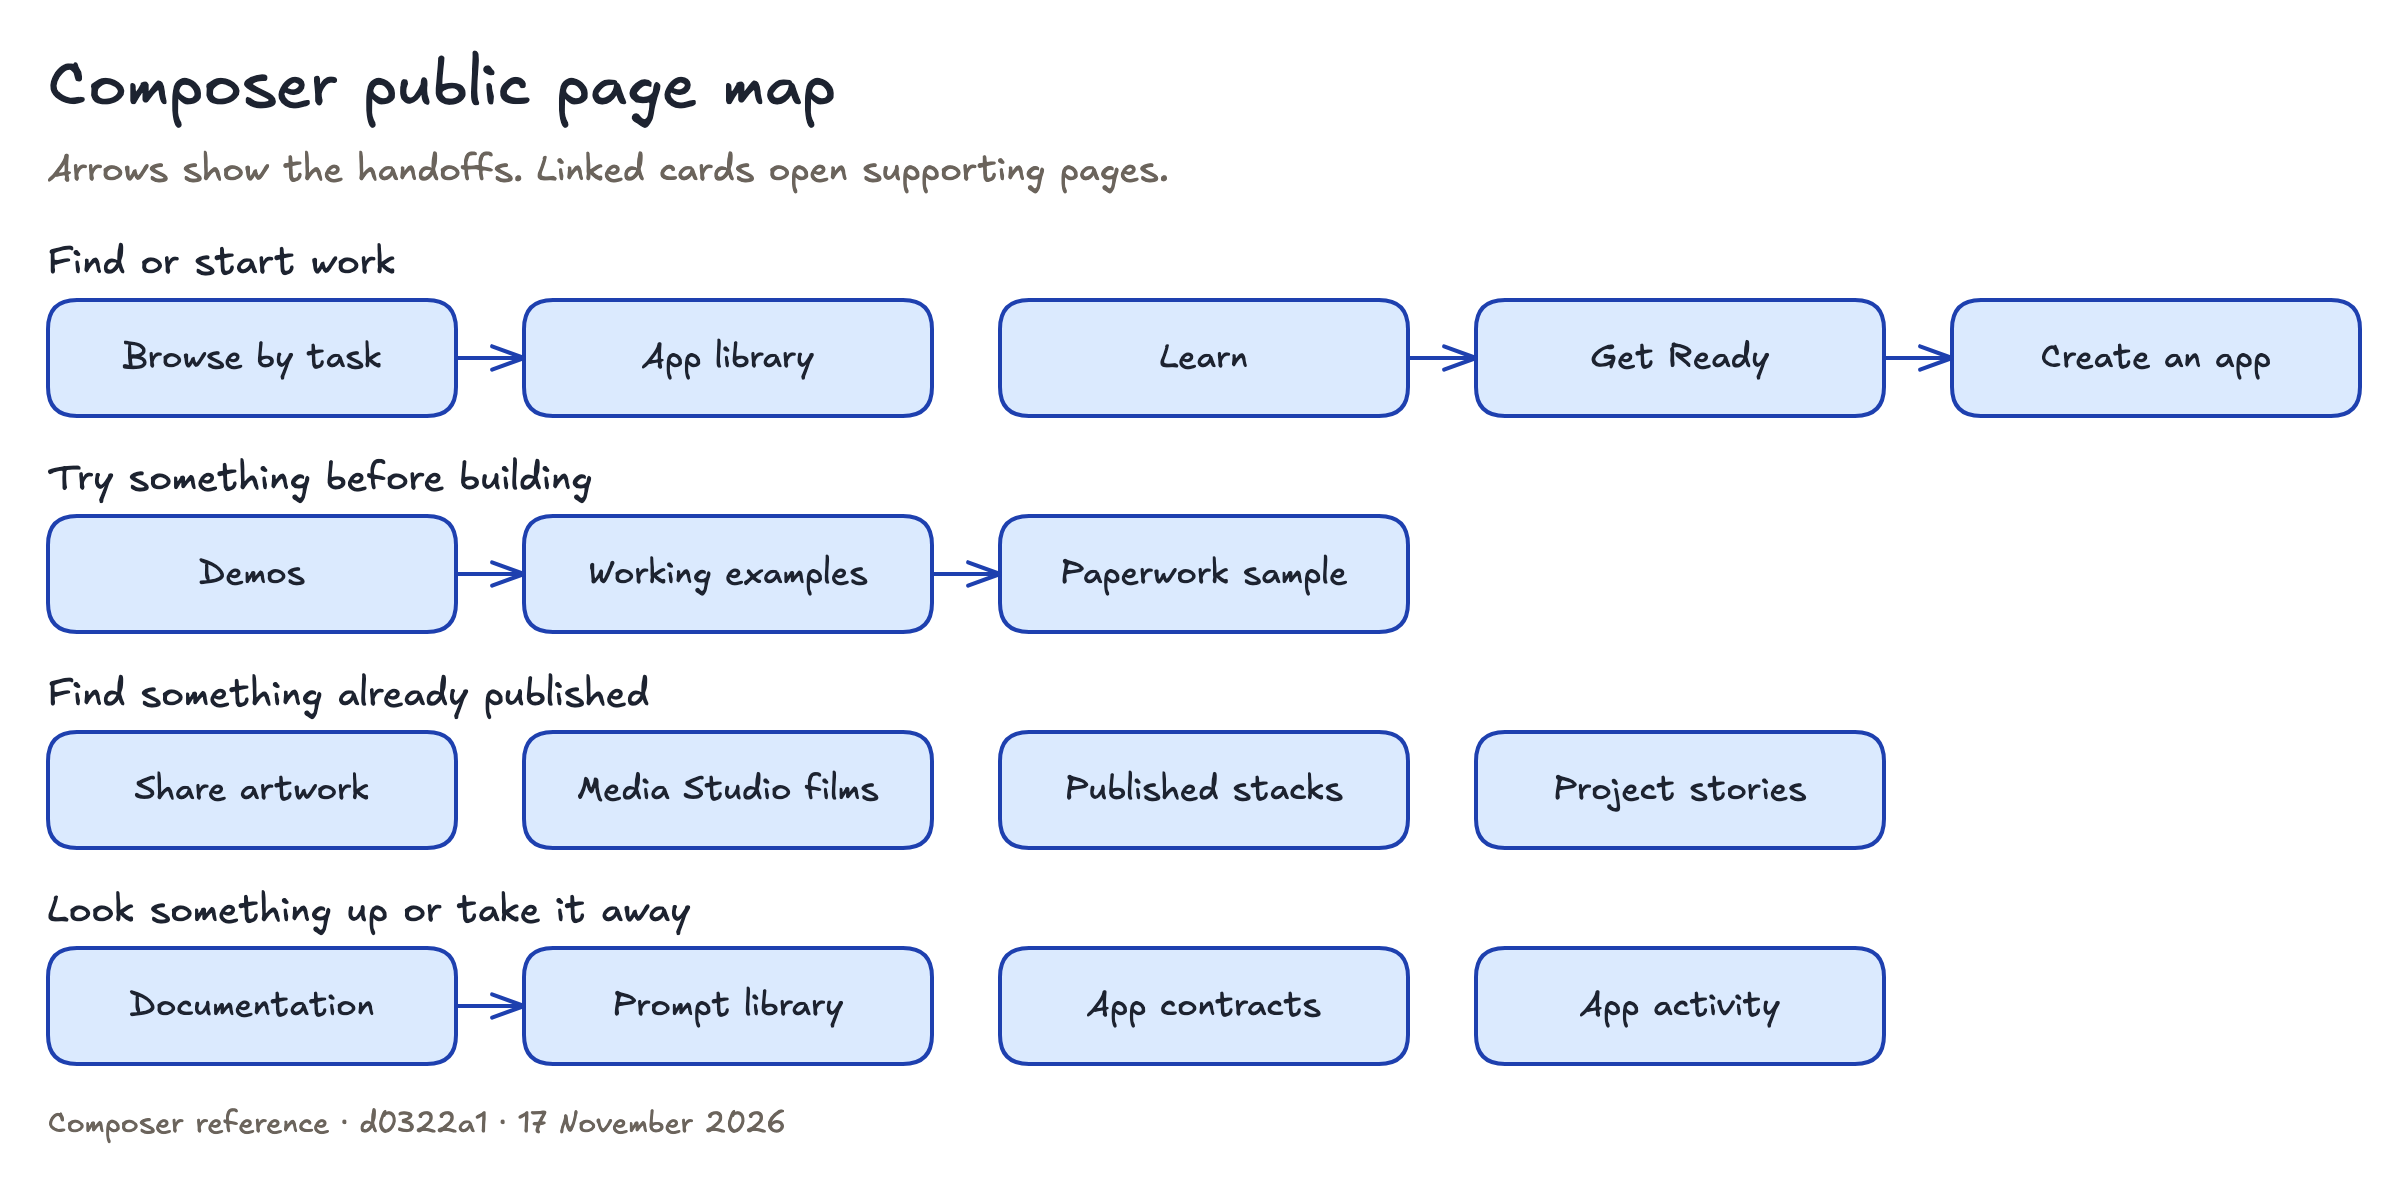 Composer public page map
Arrows show the handoffs. Linked cards open supporting pages.
Find or start work
Browse by task
App library
Learn
Get Ready
Create an app
Try something before building
Demos
Working examples
Paperwork sample
Find something already published
Share artwork
Media Studio films
Published stacks
Project stories
Look something up or take it away
Documentation
Prompt library
App contracts
App activity
Composer reference · d0322a1 · 17 November 2026